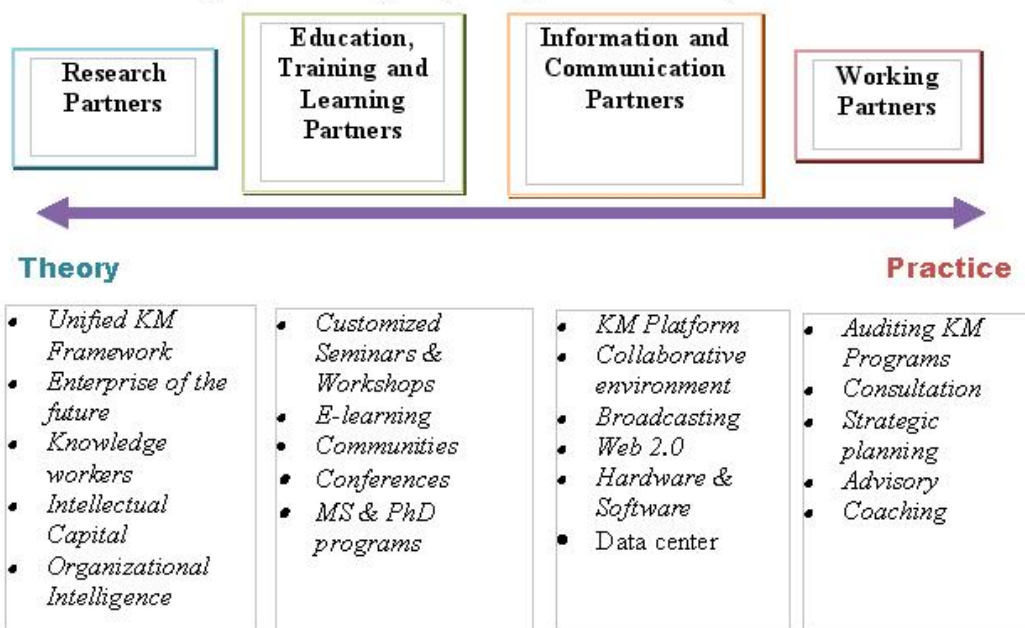 Research
Partners
Education,
Training and
Learning
Partners
Information and
Communication
Partners
Working
Partners
Theory
Practice
• Unified KM
Framework
• Enterprise of the
future
• Knowledge
workers
• Intellectual
Capital
• Organizational
Intelligence
• Customized
Seminars &
Workshops
• E-learning
• Communities
• Conferences
• MS & PhD
programs
• KM Platform
• Collaborative
environment
• Broadcasting
• Web 2.0
• Hardware &
Software
• Data center
• Auditing KM
Programs
• Consultation
• Strategic
planning
• Advisory
• Coaching